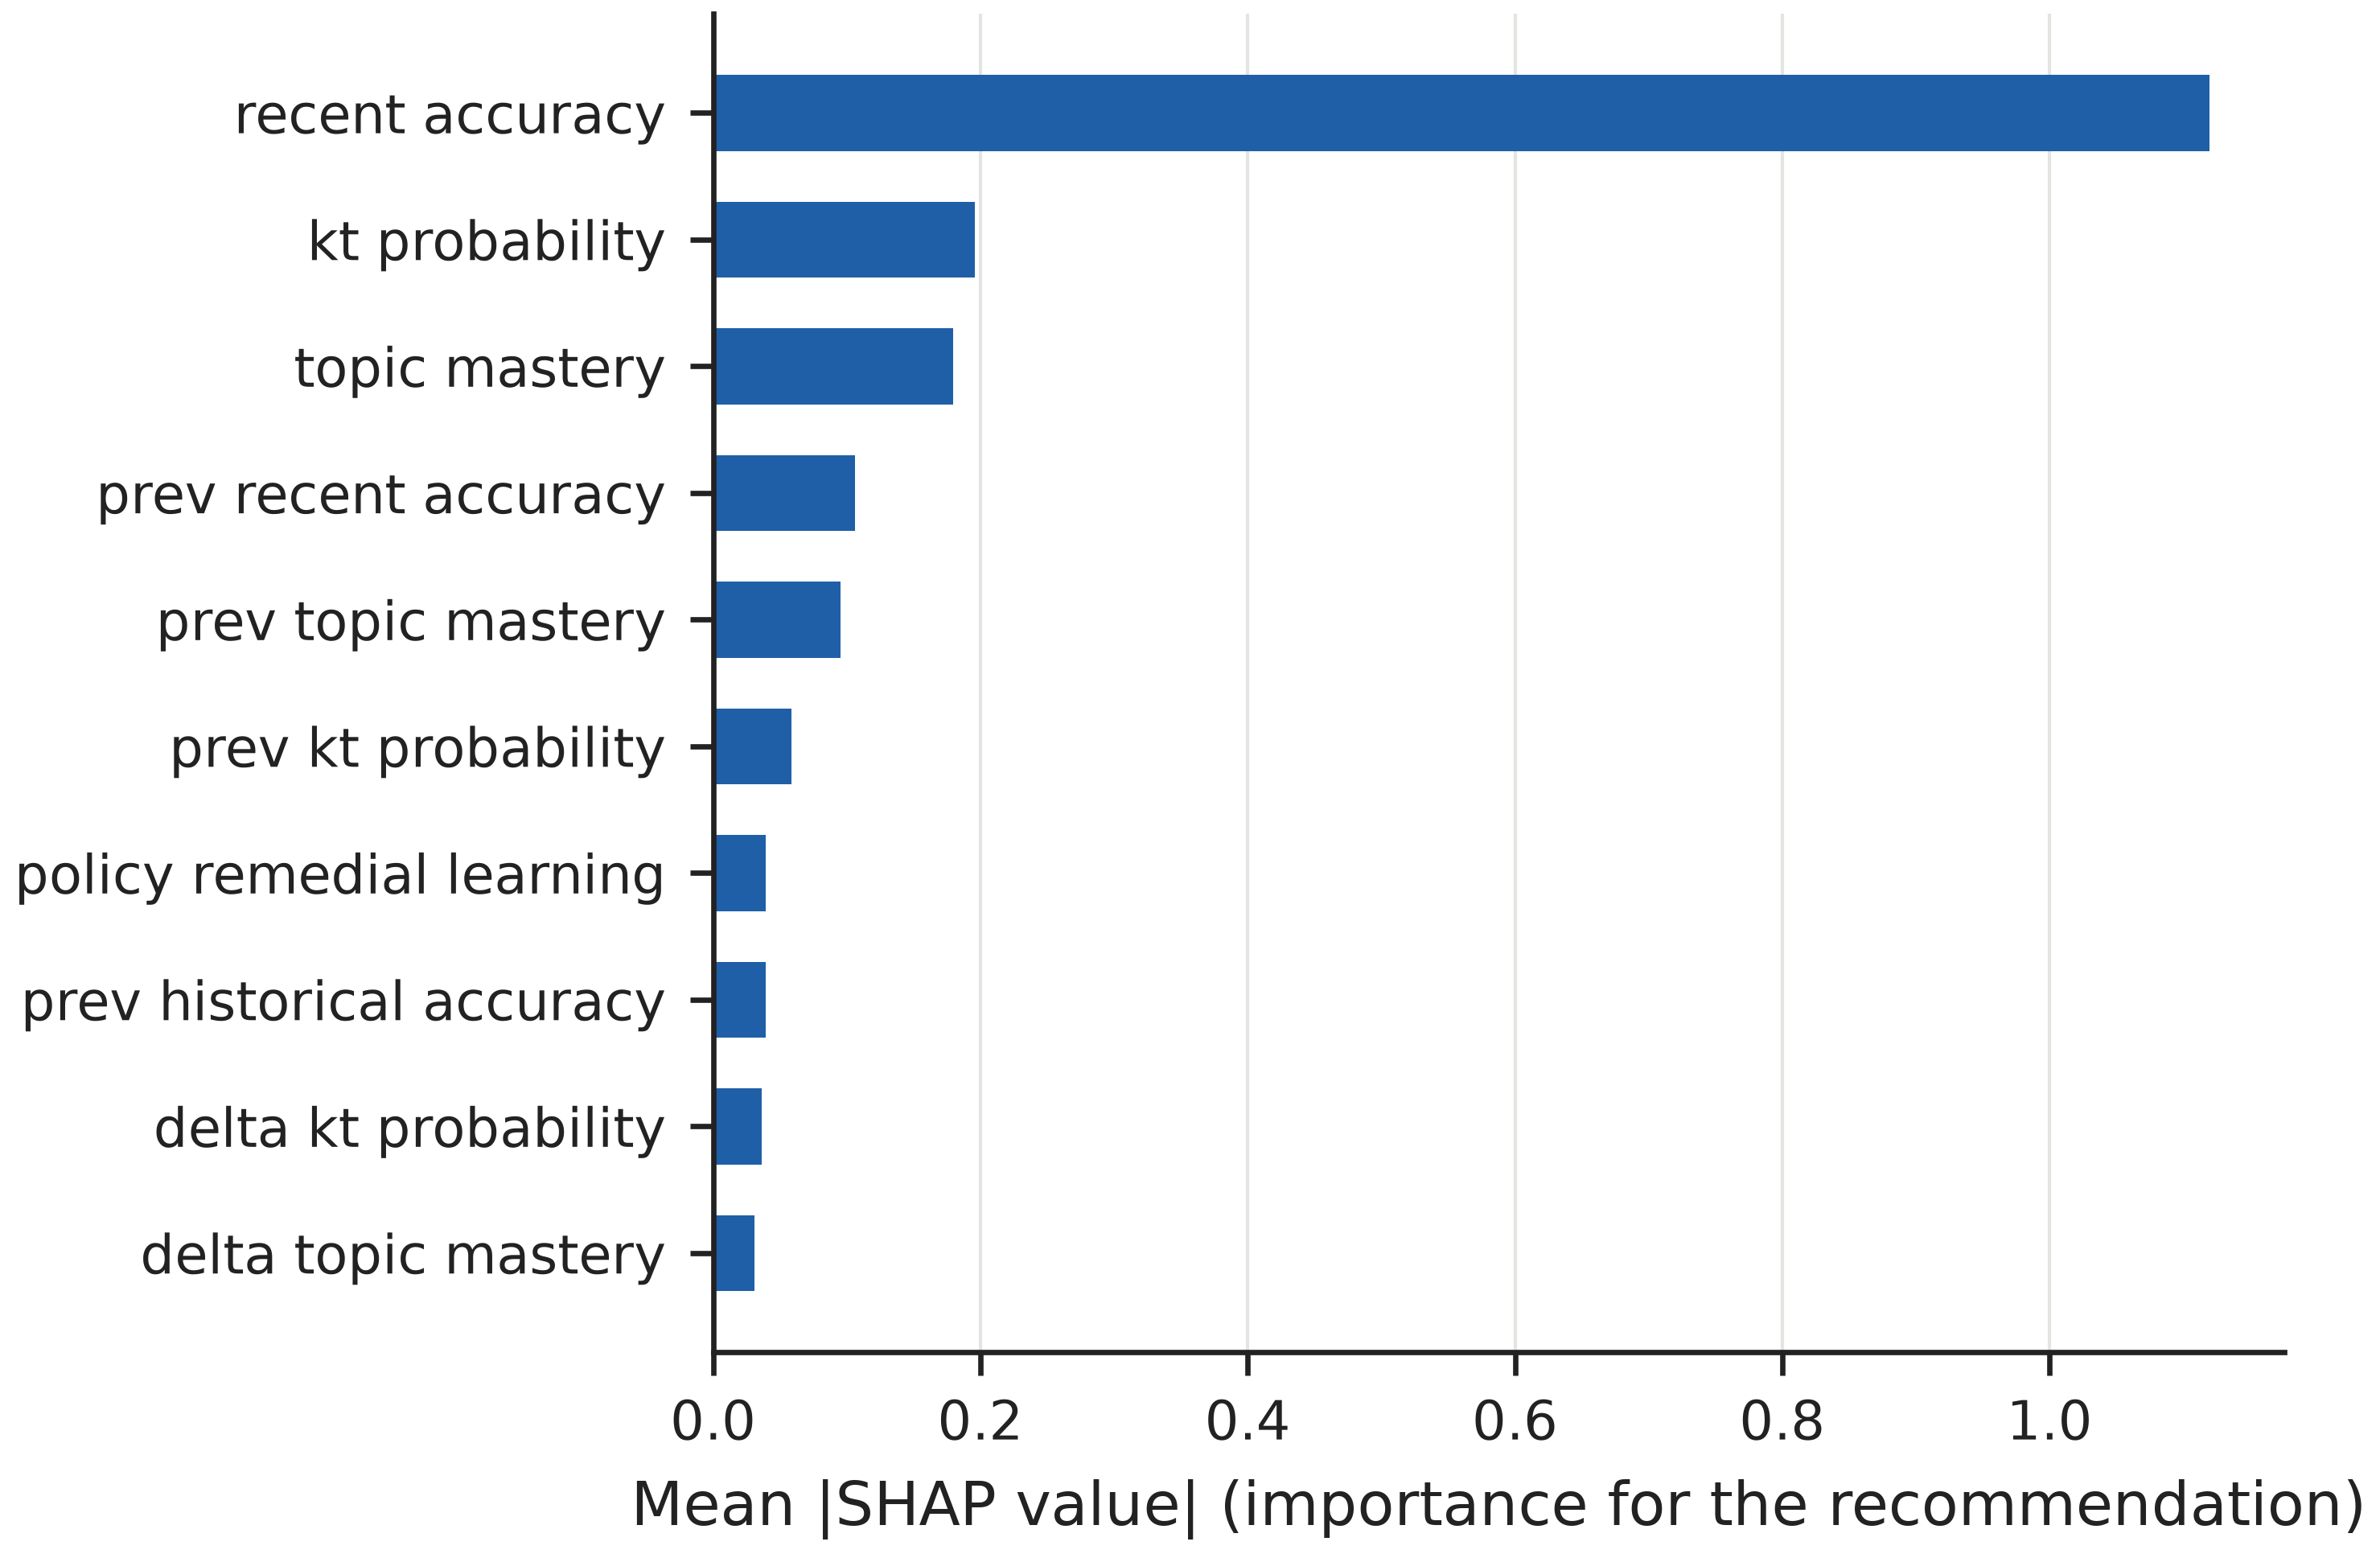 recent accuracy
kt probability
topic mastery
prev recent accuracy
prev topic mastery
prev kt probability
policy remedial learning
prev historical accuracy
delta kt probability
delta topic mastery
0.0 0.2 0.4 0.6 0.8 1.0
Mean |SHAP value| (importance for the recommendation)